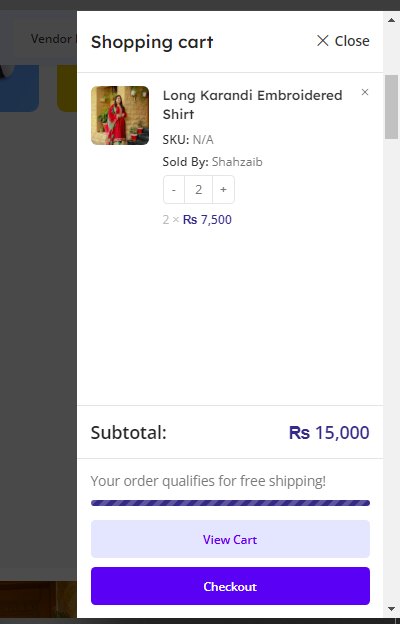 Vendor
Shopping cart
Close
Long Karandi Embroidered
Shirt
×
SKU: N/A
Sold By: Shahzaib
- 2 +
2 × ₨ 7,500
Subtotal: ₨ 15,000
Your order qualifies for free shipping!
View Cart
Checkout